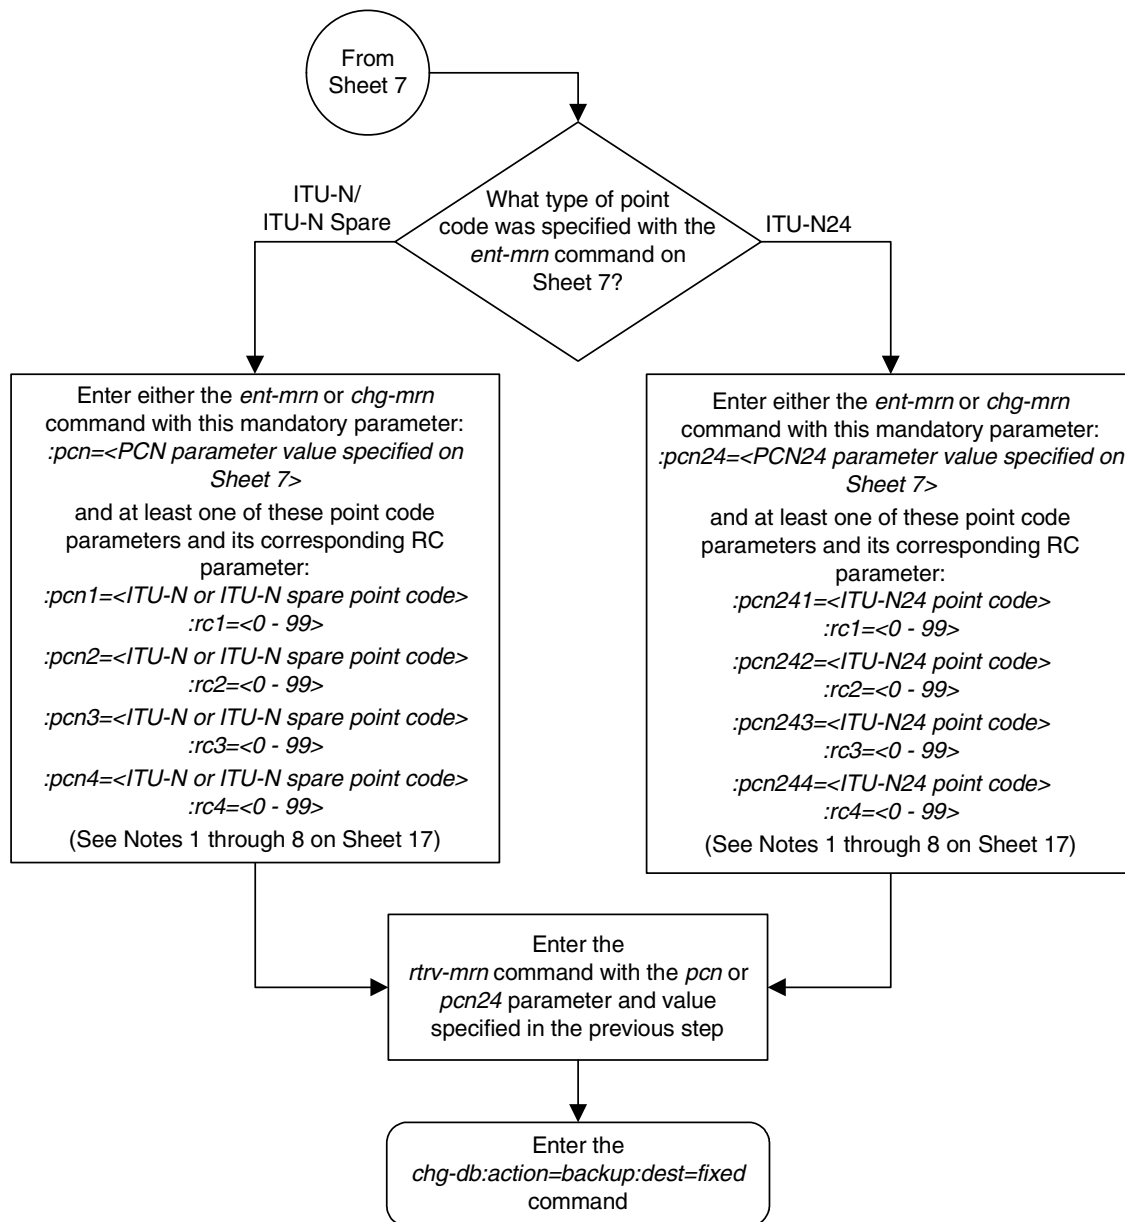 From
Sheet 7
What type of point
code was specified with the
ent-mrn command on
Sheet 7?
ITU-N/
ITU-N Spare
ITU-N24
Enter either the ent-mrn or chg-mrn
command with this mandatory parameter:
:pcn=<PCN parameter value specified on
Sheet 7>
and at least one of these point code
parameters and its corresponding RC
parameter:
:pcn1=<ITU-N or ITU-N spare point code>
:rc1=<0 - 99>
:pcn2=<ITU-N or ITU-N spare point code>
:rc2=<0 - 99>
:pcn3=<ITU-N or ITU-N spare point code>
:rc3=<0 - 99>
:pcn4=<ITU-N or ITU-N spare point code>
:rc4=<0 - 99>
(See Notes 1 through 8 on Sheet 17)
Enter either the ent-mrn or chg-mrn
command with this mandatory parameter:
:pcn24=<PCN24 parameter value specified on
Sheet 7>
and at least one of these point code
parameters and its corresponding RC
parameter:
:pcn241=<ITU-N24 point code>
:rc1=<0 - 99>
:pcn242=<ITU-N24 point code>
:rc2=<0 - 99>
:pcn243=<ITU-N24 point code>
:rc3=<0 - 99>
:pcn244=<ITU-N24 point code>
:rc4=<0 - 99>
(See Notes 1 through 8 on Sheet 17)
Enter the
rtrv-mrn command with the pcn or
pcn24 parameter and value
specified in the previous step
Enter the
chg-db:action=backup:dest=fixed
command